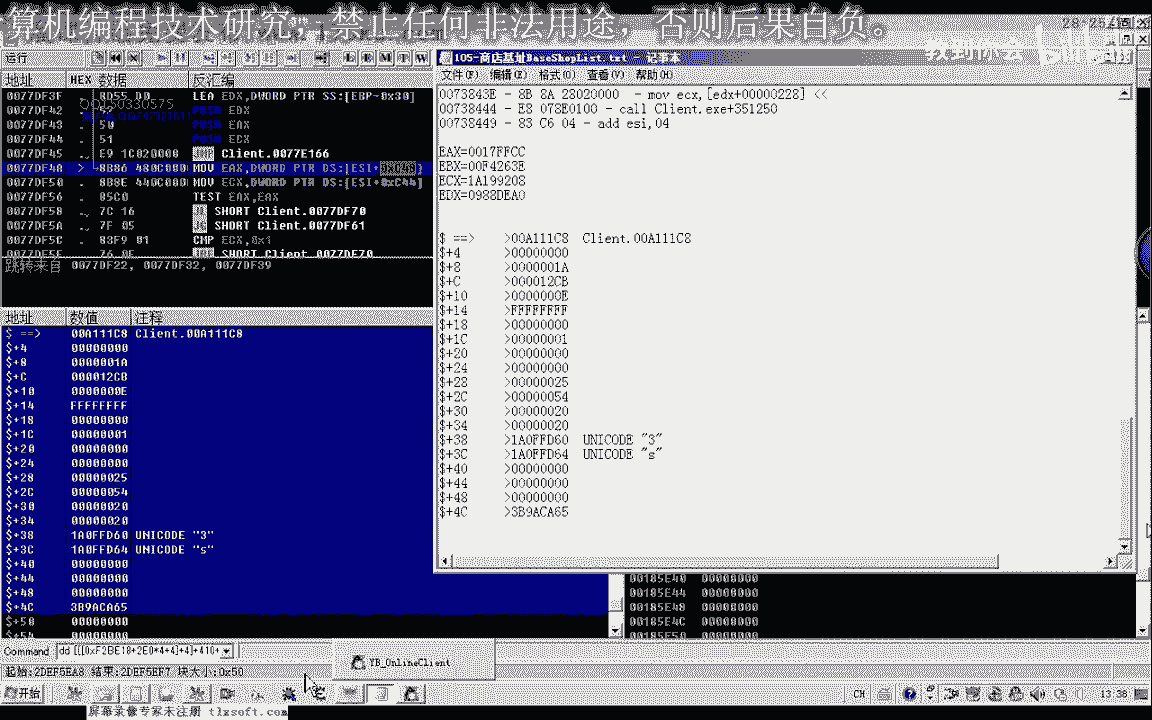 算机编程技术研究，禁止任何非法用途，否则后果自负。
运行
105-商店基址BaseShopList.txt - 记事本
文件(F) 编辑(E) 格式(O) 查看(V) 帮助(H)
地址 HEX 数据 反汇编
0077DF3F . 8D55 D0 LEA EDX,DWORD PTR SS:[EBP-0x30]
0077DF42 . 52 PUSH EDX
0077DF43 . 50 PUSH EAX
0077DF44 . 51 PUSH ECX
0077DF45 .. E9 1C020000 Client.0077E166
0077DF4A > 8B86 480C000 MOV EAX,DWORD PTR DS:[ESI+0xC48]
0077DF50 . 8B8E 440C000 MOV ECX,DWORD PTR DS:[ESI+0xC44]
0077DF56 . 85C0 TEST EAX,EAX
0077DF58 .. 7C 16 SHORT Client.0077DF70
0077DF5A .. 7F 05 SHORT Client.0077DF61
0077DF5C . 83F9 01 CMP ECX,0x1
0077DF5F .. 76 0F SHORT Client.0077DF70
跳转来自 0077DF22, 0077DF32, 0077DF39
地址 数值 注释
$ ==> 00A111C8 Client.00A111C8
$+4 00000000
$+8 0000001A
$+C 000012CB
$+10 0000000E
$+14 FFFFFFFF
$+18 00000000
$+1C 00000001
$+20 00000000
$+24 00000000
$+28 00000025
$+2C 00000054
$+30 00000020
$+34 00000020
$+38 1A0FFD60 UNICODE "3"
$+3C 1A0FFD64 UNICODE "s"
$+40 00000000
$+44 00000000
$+48 00000000
$+4C 3B9ACA65
$+50 00000000
$+54 00000000
0073843E - 8B 8A 28020000 - mov ecx,[edx+00000228] <<
00738444 - E8 078E0100 - call Client.exe+351250
00738449 - 83 C6 04 - add esi,04
EAX=0017FFCC
EBX=00F4263E
ECX=1A199208
EDX=0988DEA0
$ ==> >00A111C8 Client.00A111C8
$+4 >00000000
$+8 >0000001A
$+C >000012CB
$+10 >0000000E
$+14 >FFFFFFFF
$+18 >00000000
$+1C >00000001
$+20 >00000000
$+24 >00000000
$+28 >00000025
$+2C >00000054
$+30 >00000020
$+34 >00000020
$+38 >1A0FFD60 UNICODE "3"
$+3C >1A0FFD64 UNICODE "s"
$+40 >00000000
$+44 >00000000
$+48 >00000000
$+4C >3B9ACA65
00185E40 00008000
00185E44 00008000
00185E48 00008000
00185E4C 00008000
00185E50 00008000
Command dd [[[0xF2BE18+2E0*4+4]+4]+410+
YB_OnlineClient
起始:2DEF5EA8 结束:2DEF5EF7 块大小:0x50
开始
CH
13:38
屏幕录像专家未注册 tlxsoft.com